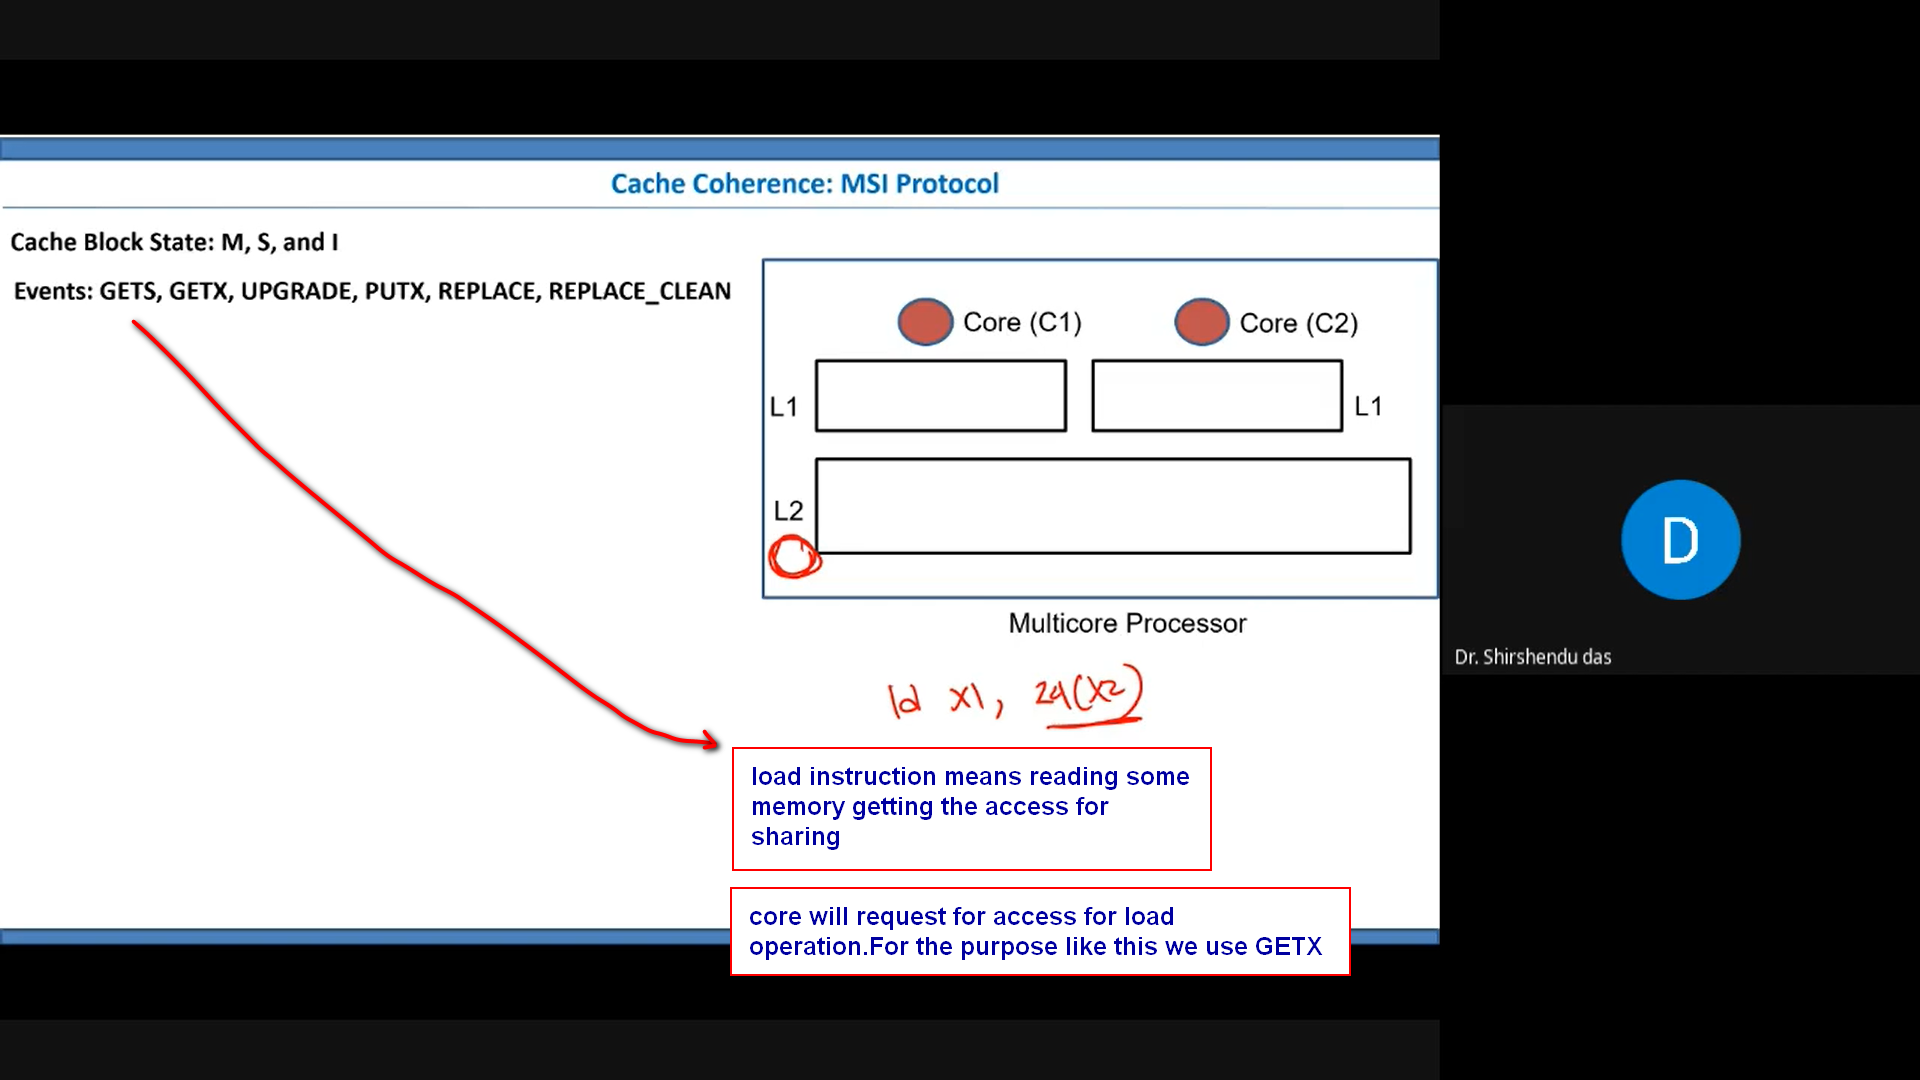 Cache Coherence: MSI Protocol
Cache Block State: M, S, and I
Events: GETS, GETX, UPGRADE, PUTX, REPLACE, REPLACE_CLEAN
Core (C1)
Core (C2)
L1
L1
L2
Multicore Processor
ld x1, 24(x2)
load instruction means reading some
memory getting the access for
sharing
core will request for access for load
operation.For the purpose like this we use GETX
D
Dr. Shirshendu das